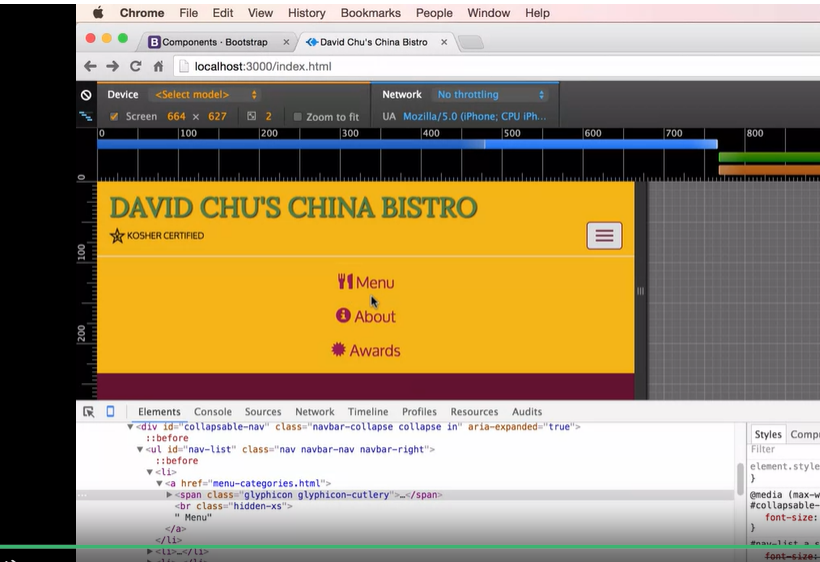 Chrome File Edit View History Bookmarks People Window Help
B Components · Bootstrap × David Chu's China Bistro ×
localhost:3000/index.html
Device <Select model> Network No throttling
Screen 664 × 627 2 Zoom to fit UA Mozilla/5.0 (iPhone; CPU iPh...
0 100 200 300 400 500 600 700 800
0
100
200
DAVID CHU'S CHINA BISTRO
KOSHER CERTIFIED
Menu
About
Awards
Elements Console Sources Network Timeline Profiles Resources Audits
▼<div id="collapsable-nav" class="navbar-collapse collapse in" aria-expanded="true">
::before
▼<ul id="nav-list" class="nav navbar-nav navbar-right">
::before
▼<li>
▼<a href="menu-categories.html">
▶<span class="glyphicon glyphicon-cutlery">…</span>
<br class="hidden-xs">
" Menu"
</a>
</li>
▶<li>…</li>
Styles Comp
Filter
element.style
}
@media (max-w
#collapsable-
font-size:
}
#nav-list a s
font-size: